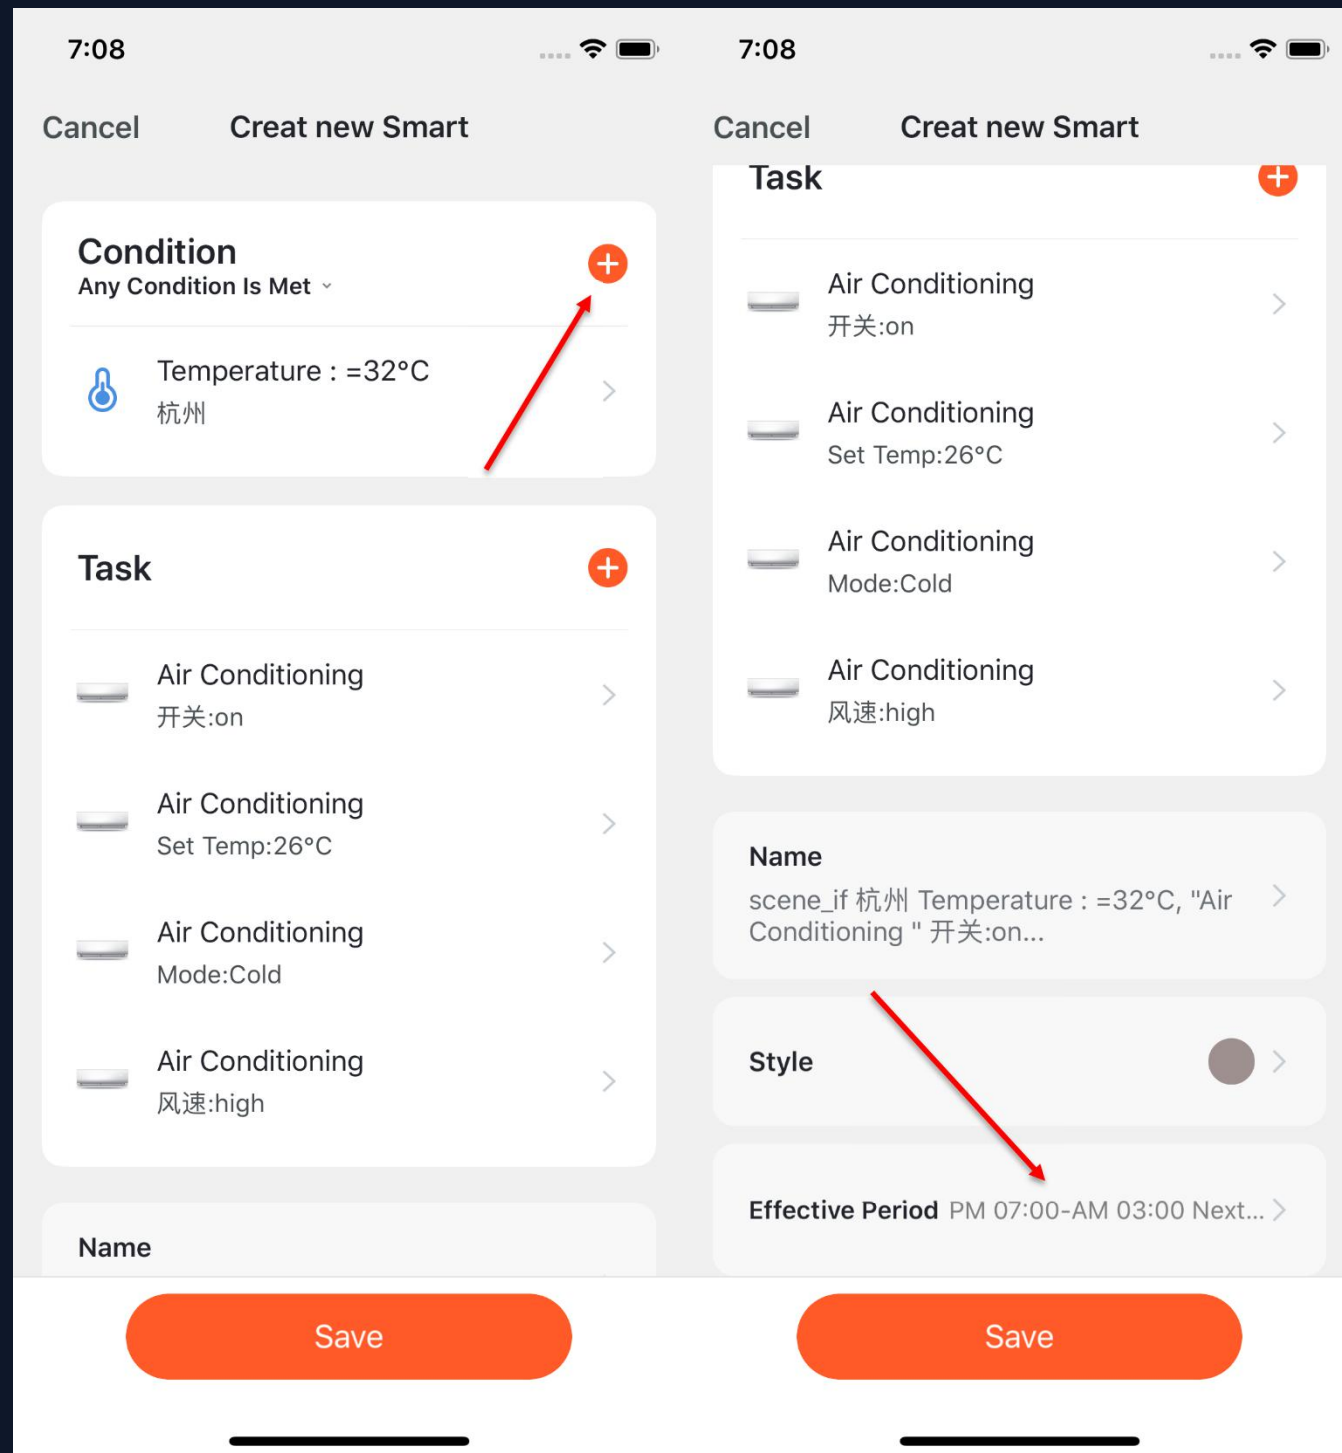 7:08
Cancel
Creat new Smart
Condition
Any Condition Is Met
Temperature : =32°C
杭州
Task
Air Conditioning
开关:on
Air Conditioning
Set Temp:26°C
Air Conditioning
Mode:Cold
Air Conditioning
风速:high
Name
Save
7:08
Cancel
Creat new Smart
Task
Air Conditioning
开关:on
Air Conditioning
Set Temp:26°C
Air Conditioning
Mode:Cold
Air Conditioning
风速:high
Name
scene_if 杭州 Temperature : =32°C, "Air
Conditioning " 开关:on...
Style
Effective Period PM 07:00-AM 03:00 Next...
Save